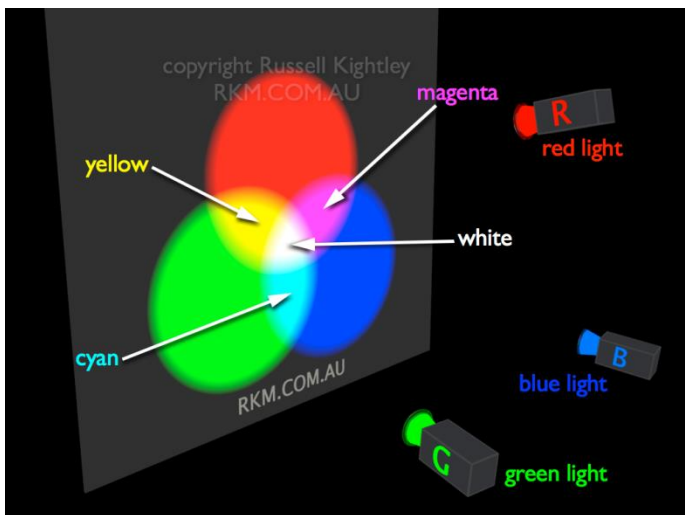 copyright Russell Kightley
RKM.COM.AU
magenta
R
red light
yellow
white
cyan
B
blue light
RKM.COM.AU
G
green light